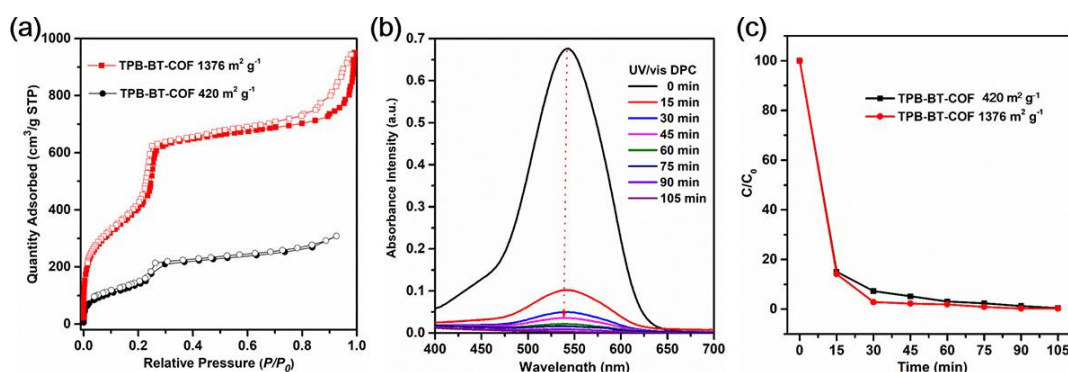 (a)
1000
800
600
400
200
0
TPB-BT-COF 1376 m² g⁻¹
TPB-BT-COF 420 m² g⁻¹
Quantity Adsorbed (cm³/g STP)
0.0 0.2 0.4 0.6 0.8 1.0
Relative Pressure (P/P₀)
(b)
0.7
0.6
0.5
0.4
0.3
0.2
0.1
0.0
Absorbance Intensity (a.u.)
UV/vis DPC
0 min
15 min
30 min
45 min
60 min
75 min
90 min
105 min
400 450 500 550 600 650 700
Wavelength (nm)
(c)
100
80
60
40
20
0
C/C₀
TPB-BT-COF 420 m² g⁻¹
TPB-BT-COF 1376 m² g⁻¹
0 15 30 45 60 75 90 105
Time (min)